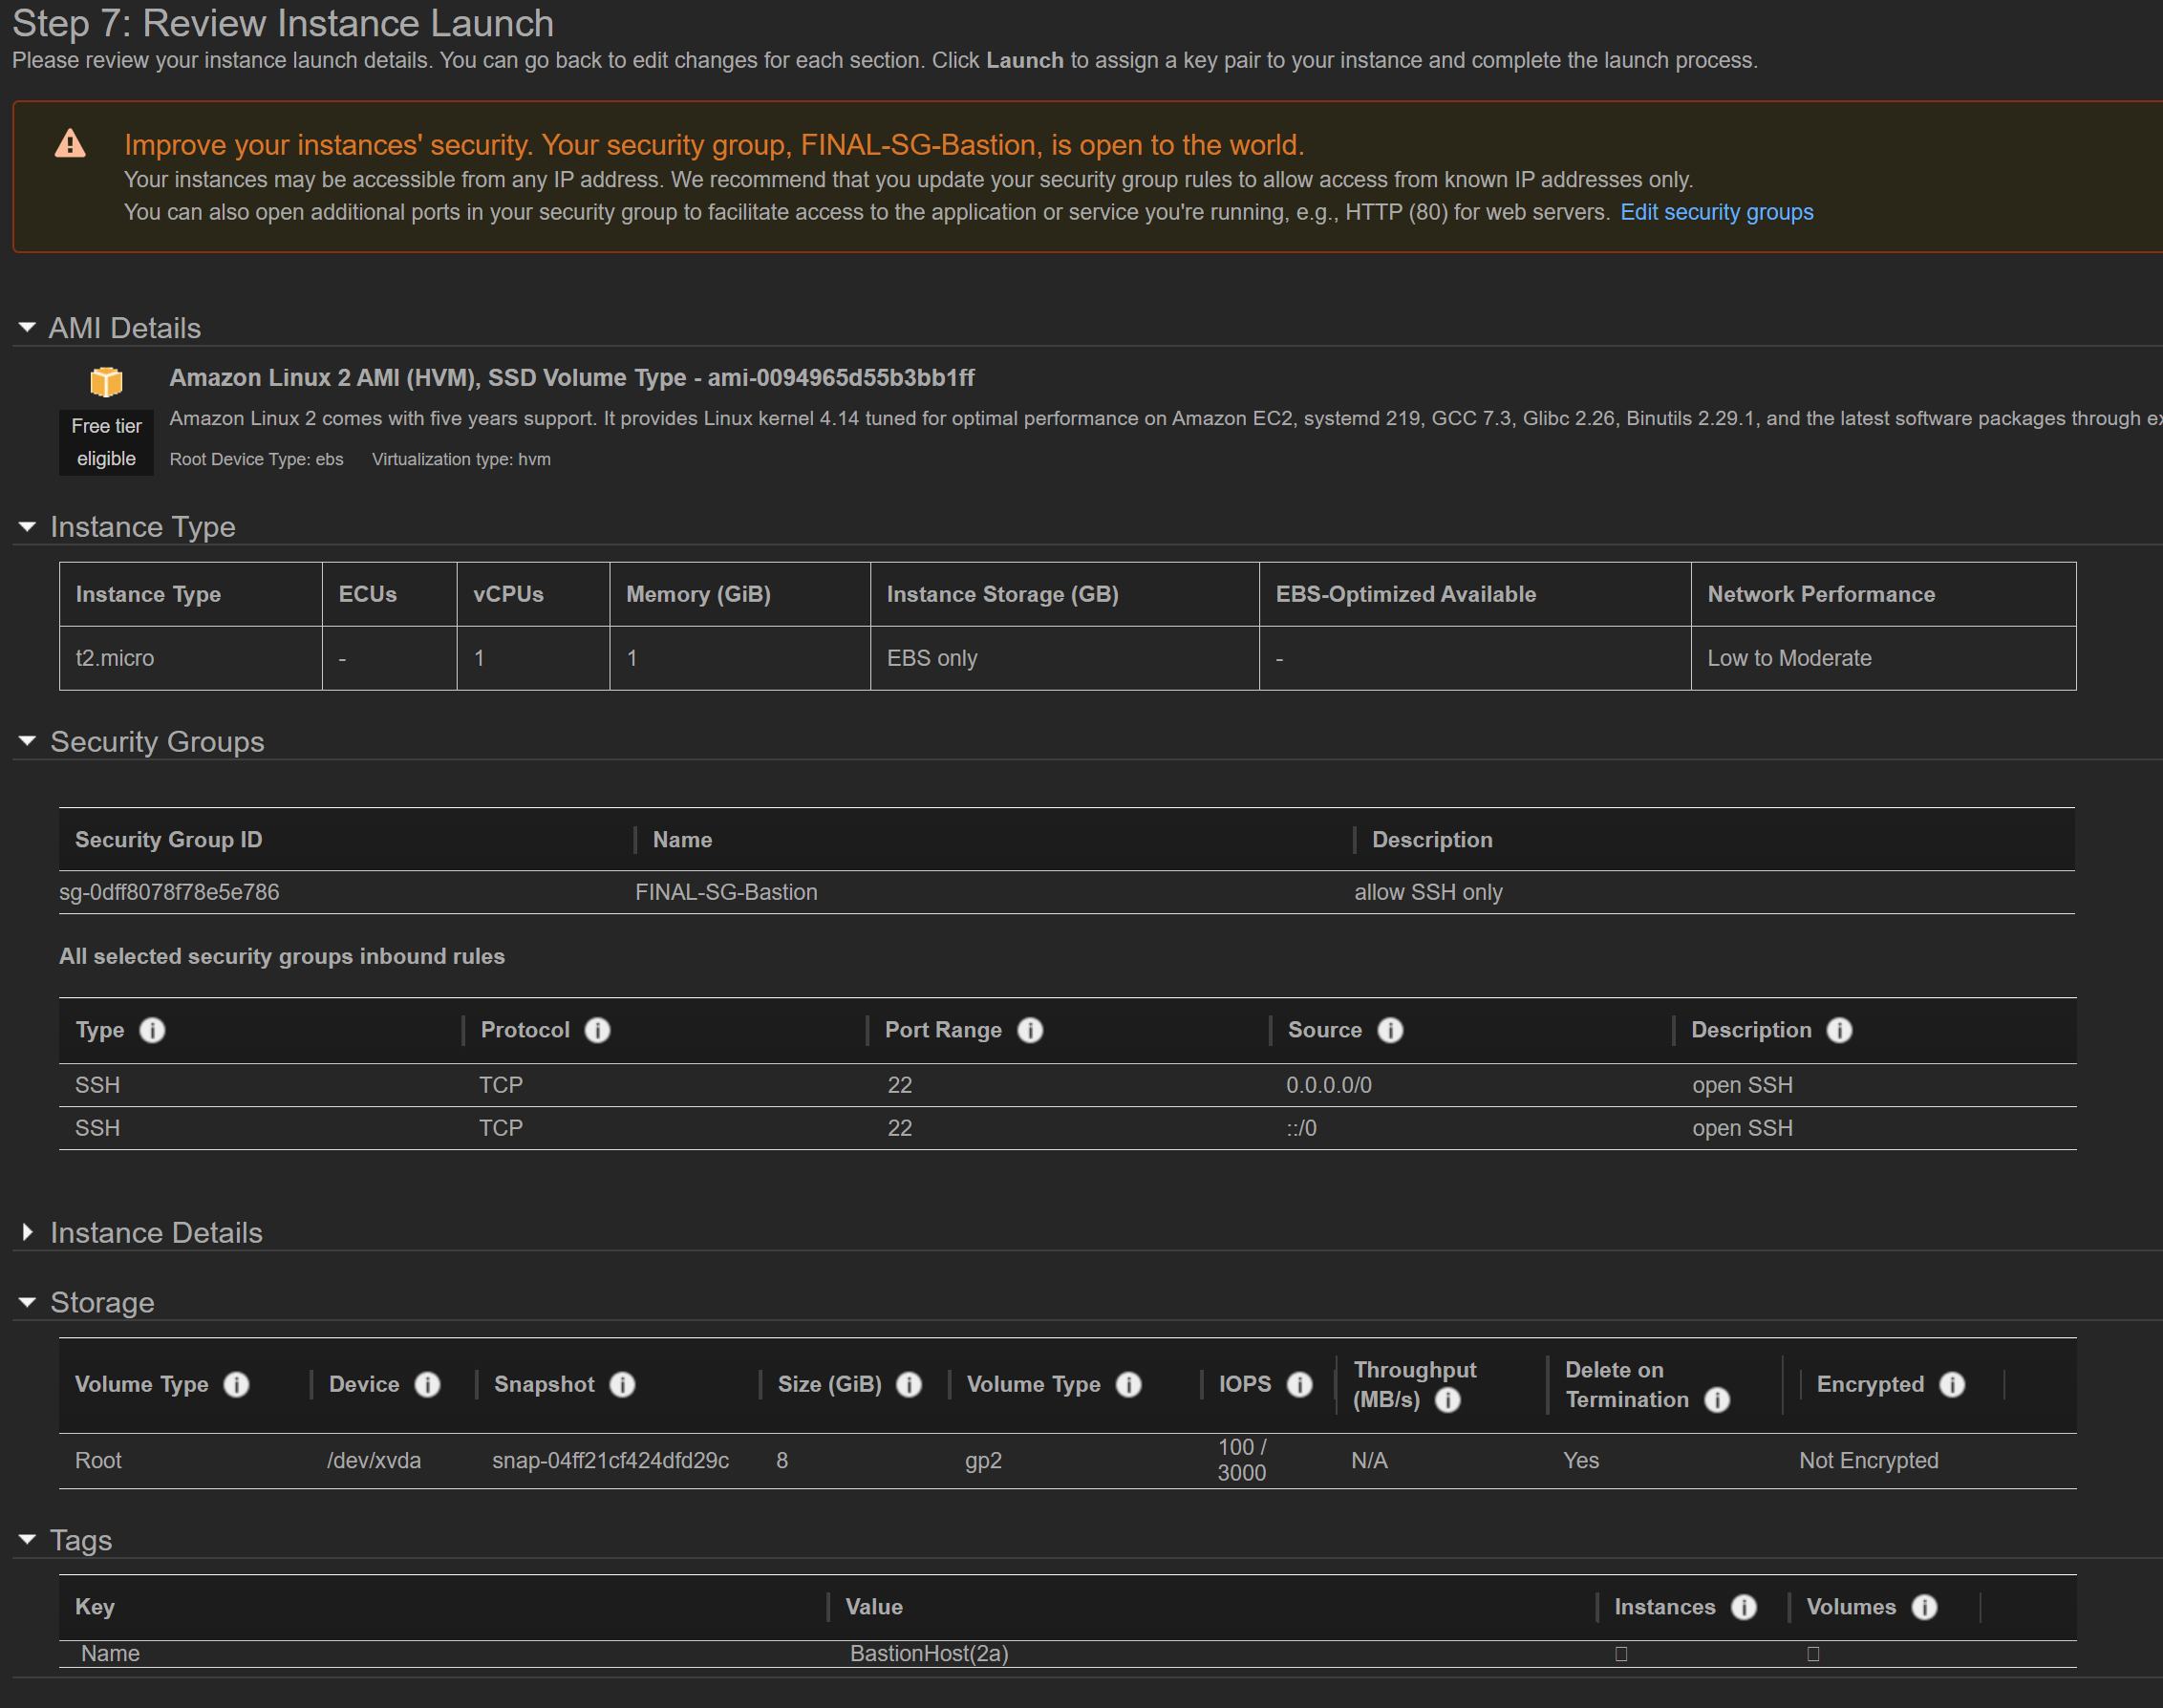 Step 7: Review Instance Launch
Please review your instance launch details. You can go back to edit changes for each section. Click Launch to assign a key pair to your instance and complete the launch process.
Improve your instances' security. Your security group, FINAL-SG-Bastion, is open to the world.
Your instances may be accessible from any IP address. We recommend that you update your security group rules to allow access from known IP addresses only.
You can also open additional ports in your security group to facilitate access to the application or service you're running, e.g., HTTP (80) for web servers. Edit security groups
AMI Details
Amazon Linux 2 AMI (HVM), SSD Volume Type - ami-0094965d55b3bb1ff
Free tier eligible
Amazon Linux 2 comes with five years support. It provides Linux kernel 4.14 tuned for optimal performance on Amazon EC2, systemd 219, GCC 7.3, Glibc 2.26, Binutils 2.29.1, and the latest software packages through
Root Device Type: ebs Virtualization type: hvm
Instance Type
Instance Type ECUs vCPUs Memory (GiB) Instance Storage (GB) EBS-Optimized Available Network Performance
t2.micro - 1 1 EBS only - Low to Moderate
Security Groups
Security Group ID Name Description
sg-0dff8078f78e5e786 FINAL-SG-Bastion allow SSH only
All selected security groups inbound rules
Type Protocol Port Range Source Description
SSH TCP 22 0.0.0.0/0 open SSH
SSH TCP 22 ::/0 open SSH
Instance Details
Storage
Volume Type Device Snapshot Size (GiB) Volume Type IOPS Throughput (MB/s) Delete on Termination Encrypted
Root /dev/xvda snap-04ff21cf424dfd29c 8 gp2 100 / 3000 N/A Yes Not Encrypted
Tags
Key Value Instances Volumes
Name BastionHost(2a)